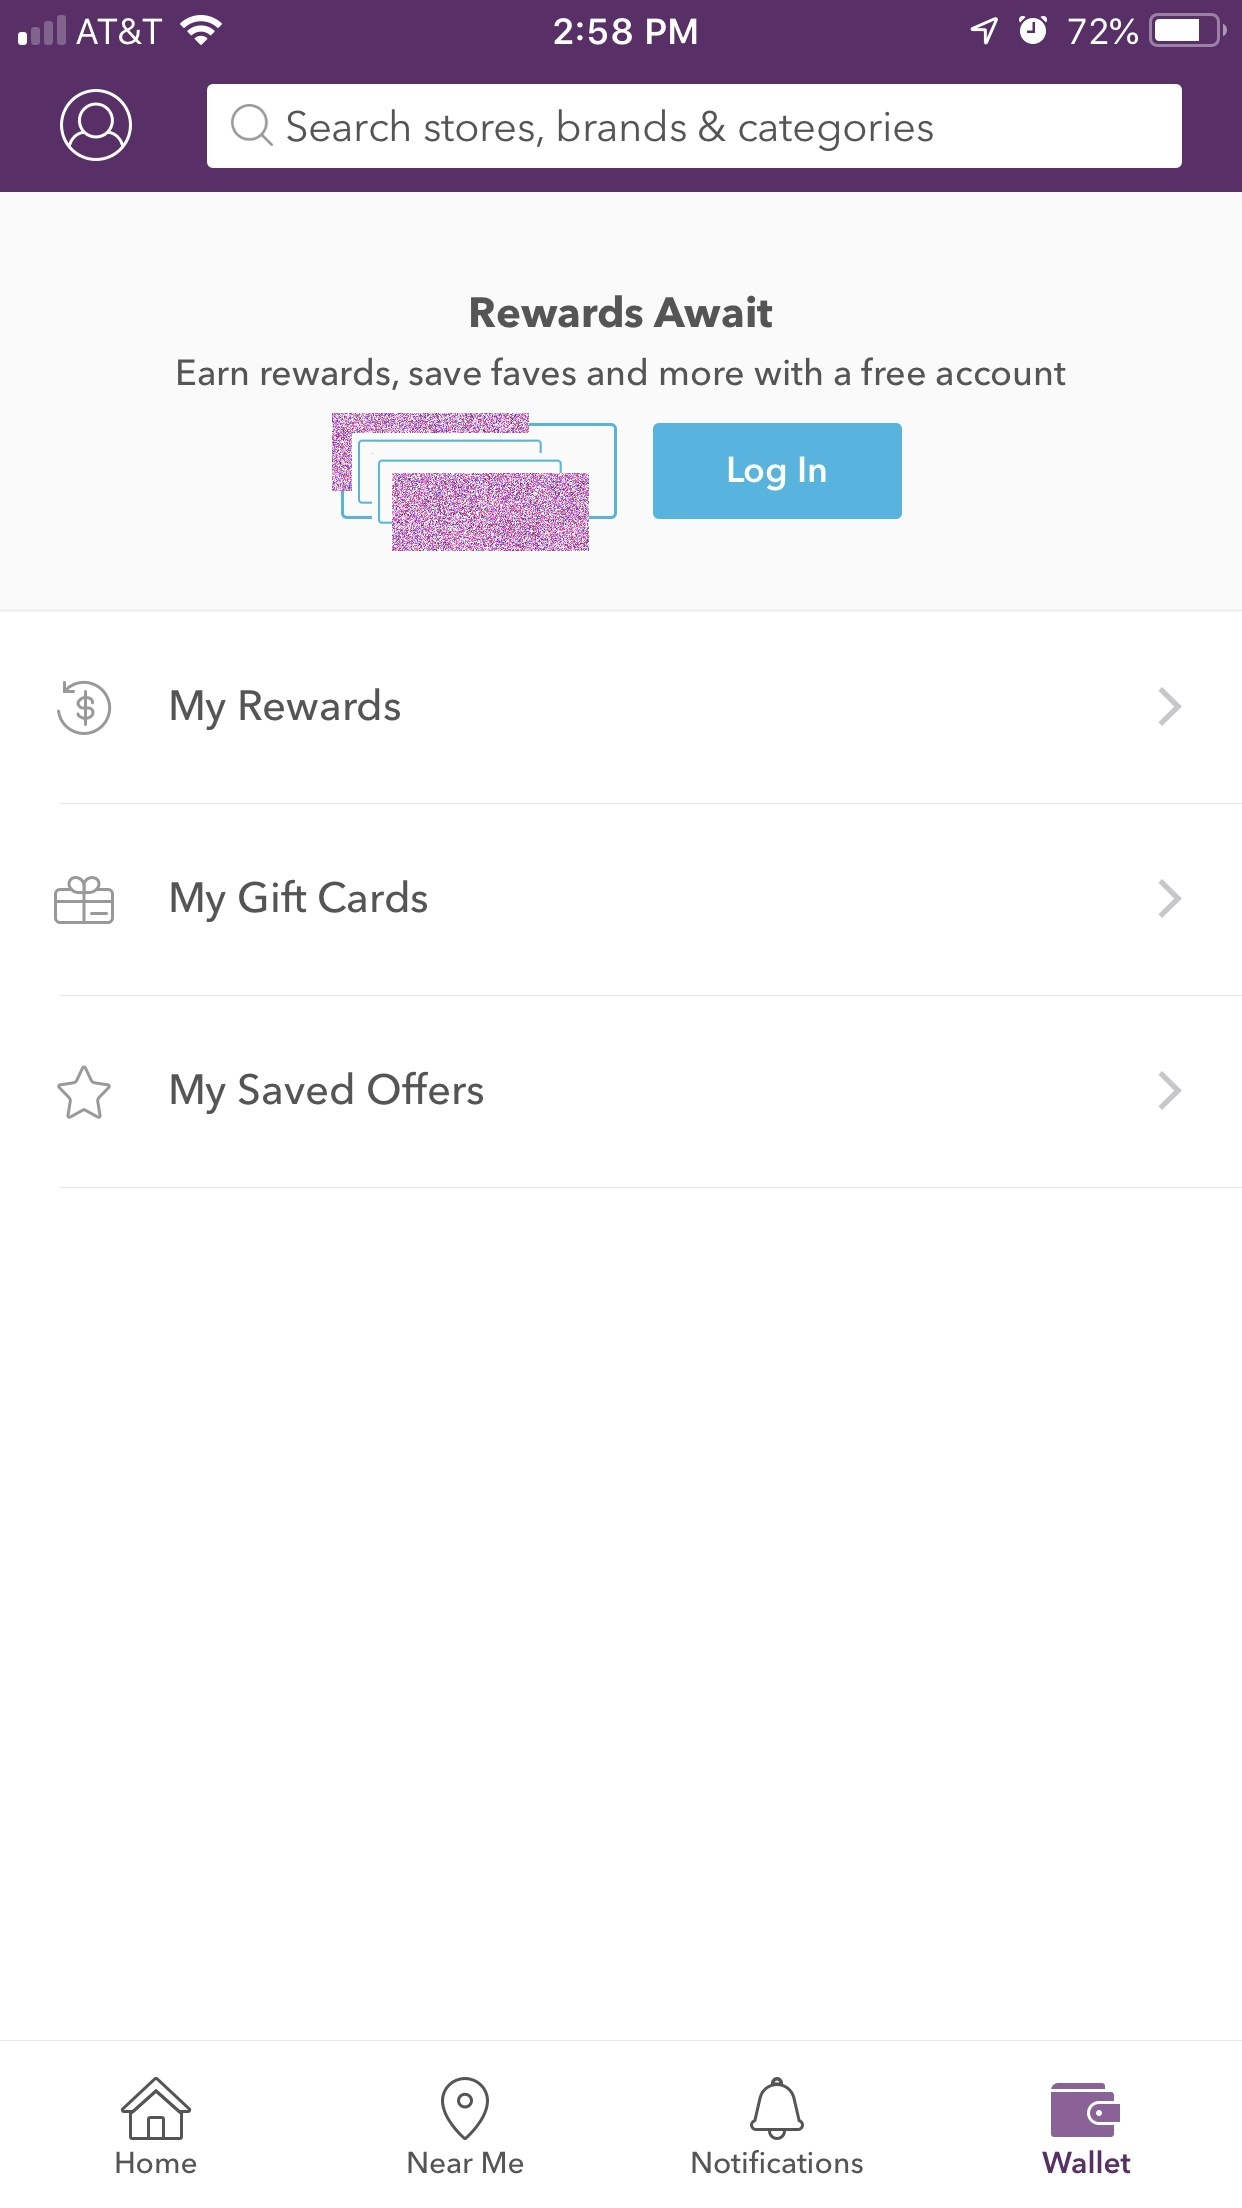 AT&T 2:58 PM 72%
Search stores, brands & categories
Rewards Await
Earn rewards, save faves and more with a free account
Log In
My Rewards
My Gift Cards
My Saved Offers
Home Near Me Notifications Wallet